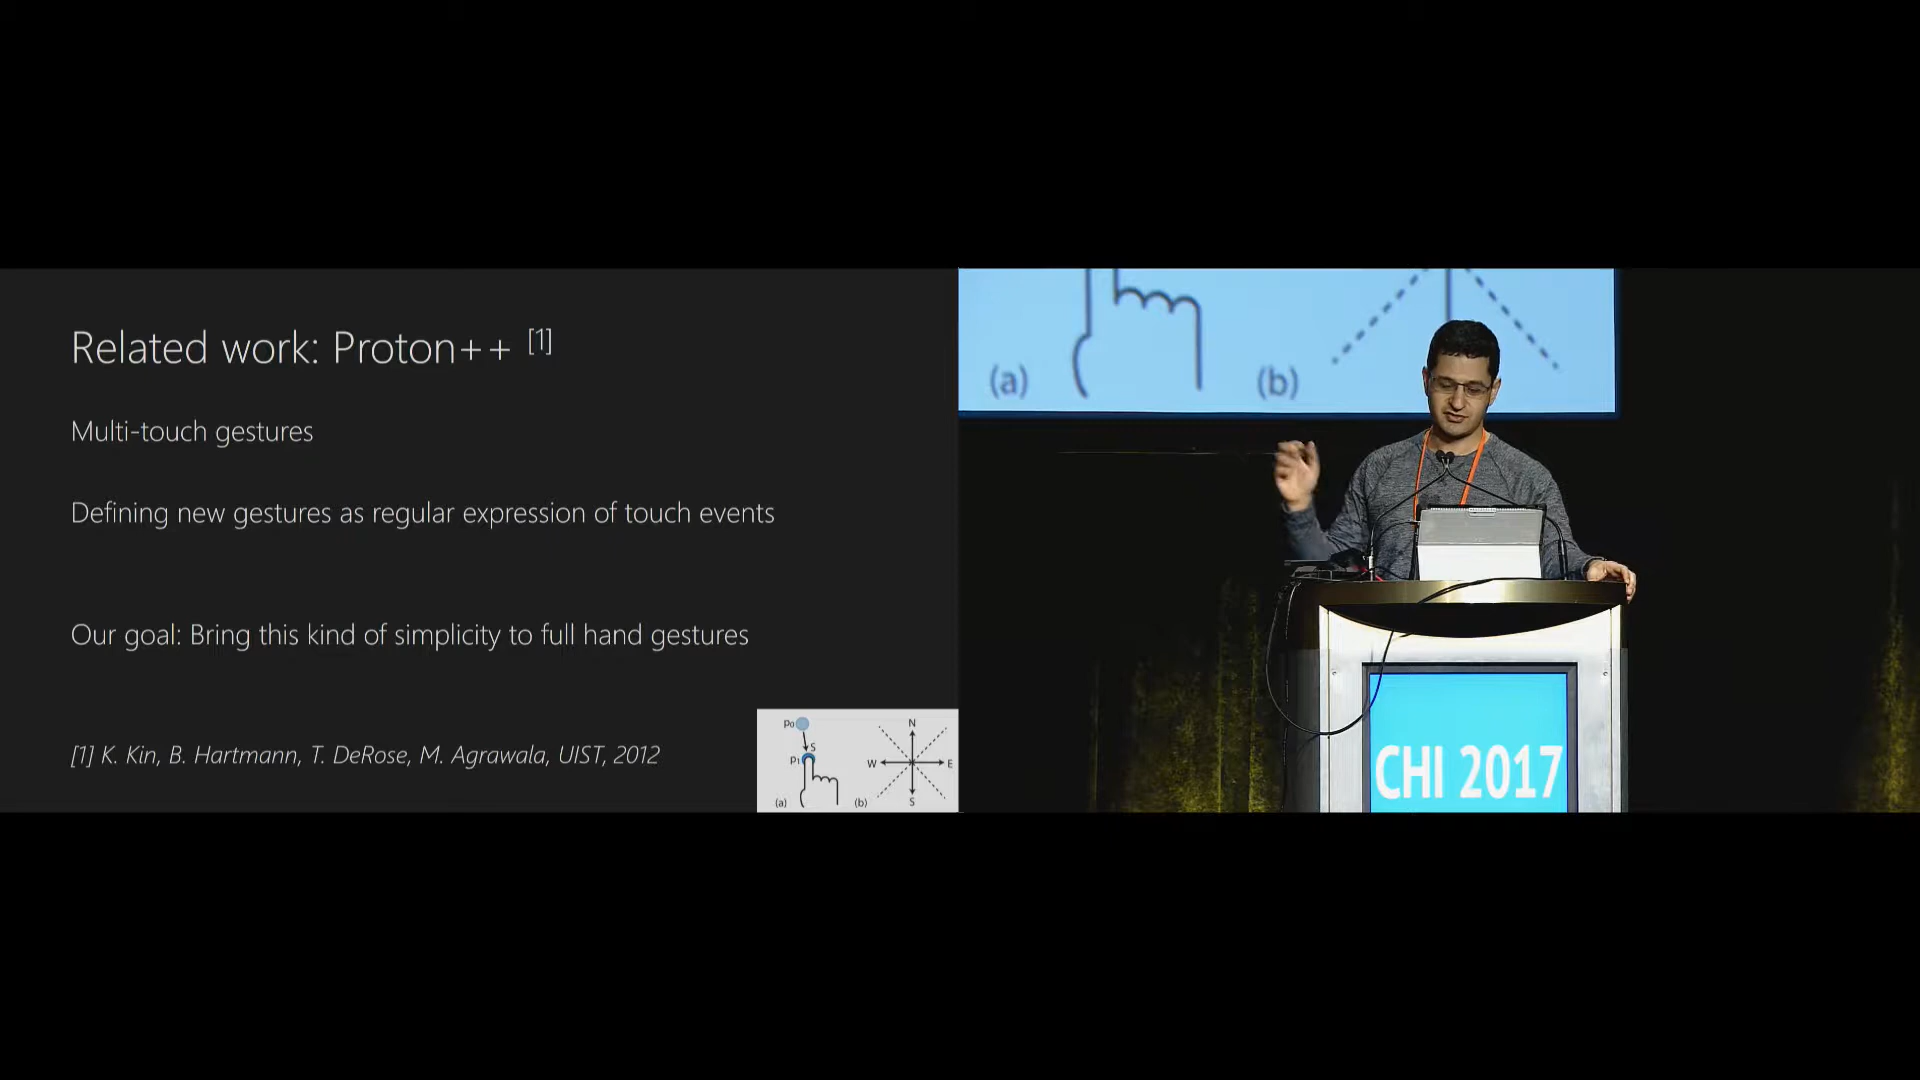 Related work: Proton++ [1]
Multi-touch gestures
Defining new gestures as regular expression of touch events
Our goal: Bring this kind of simplicity to full hand gestures
[1] K. Kin, B. Hartmann, T. DeRose, M. Agrawala, UIST, 2012
p0
S
p1
(a)
N
W
E
S
(b)
(a)
(b)
CHI 2017